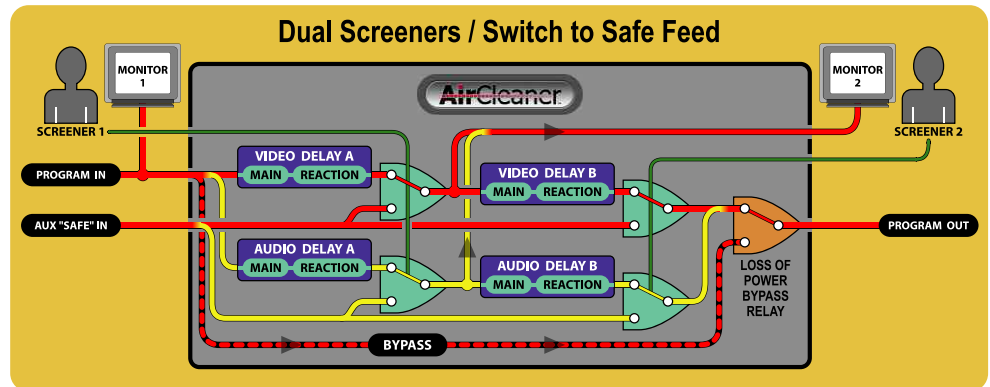 Dual Screeners / Switch to Safe Feed
MONITOR
1
MONITOR
2
AirCleaner
SCREENER 1
SCREENER 2
VIDEO DELAY A
MAIN REACTION
VIDEO DELAY B
MAIN REACTION
PROGRAM IN
AUX "SAFE" IN
PROGRAM OUT
AUDIO DELAY A
MAIN REACTION
AUDIO DELAY B
MAIN REACTION
LOSS OF
POWER
BYPASS
RELAY
BYPASS